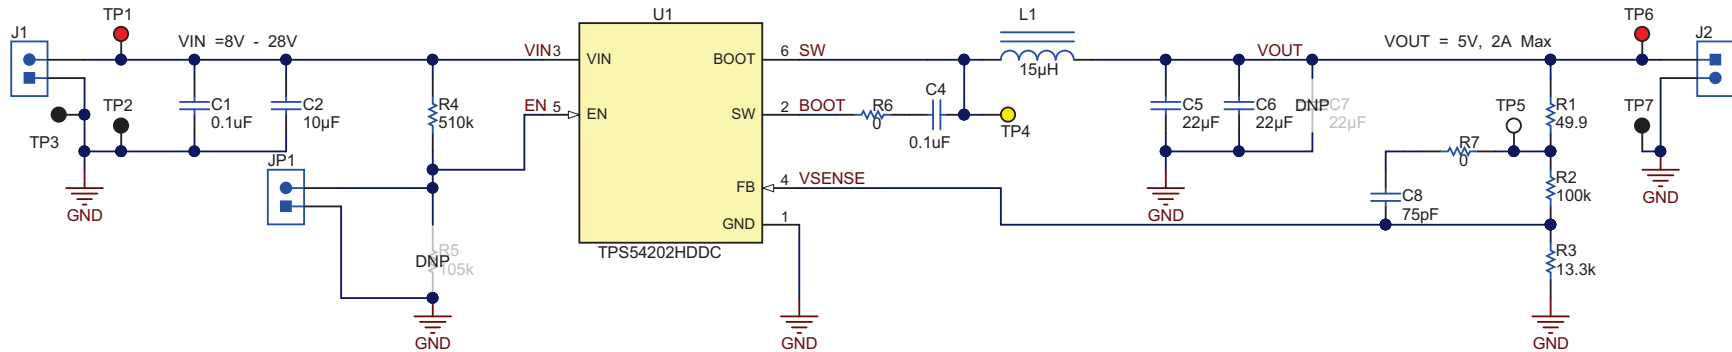 J1
TP1
VIN =8V - 28V
TP3
TP2
C1
0.1uF
C2
10µF
GND
R4
510k
JP1
R5
105k
DNP
GND
VIN
3
EN
5
U1
VIN
EN
BOOT
SW
FB
GND
TPS54202HDDC
6
SW
2
BOOT
4
VSENSE
1
GND
R6
0
C4
0.1uF
TP4
L1
15µH
VOUT
C5
22µF
C6
22µF
DNP
C7
22µF
GND
VOUT = 5V, 2A Max
TP5
R7
0
C8
75pF
R1
49.9
R2
100k
R3
13.3k
GND
TP6
J2
TP7
GND